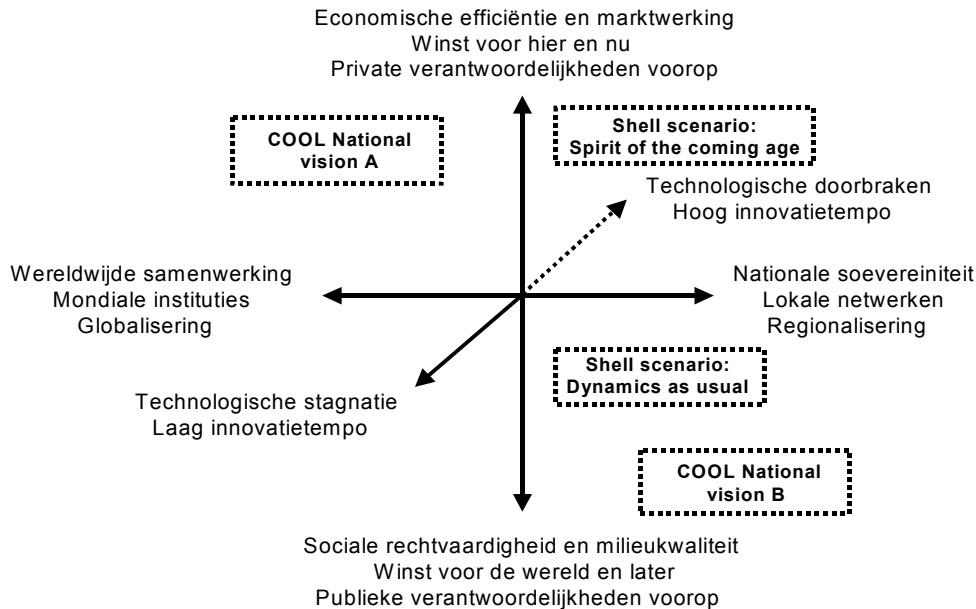 Economische efficiëntie en marktwerking
Winst voor hier en nu
Private verantwoordelijkheden voorop
COOL National
vision A
Shell scenario:
Spirit of the coming age
Technologische doorbraken
Hoog innovatietempo
Wereldwijde samenwerking
Mondiale instituties
Globalisering
Nationale soevereiniteit
Lokale netwerken
Regionalisering
Shell scenario:
Dynamics as usual
Technologische stagnatie
Laag innovatietempo
COOL National
vision B
Sociale rechtvaardigheid en milieukwaliteit
Winst voor de wereld en later
Publieke verantwoordelijkheden voorop